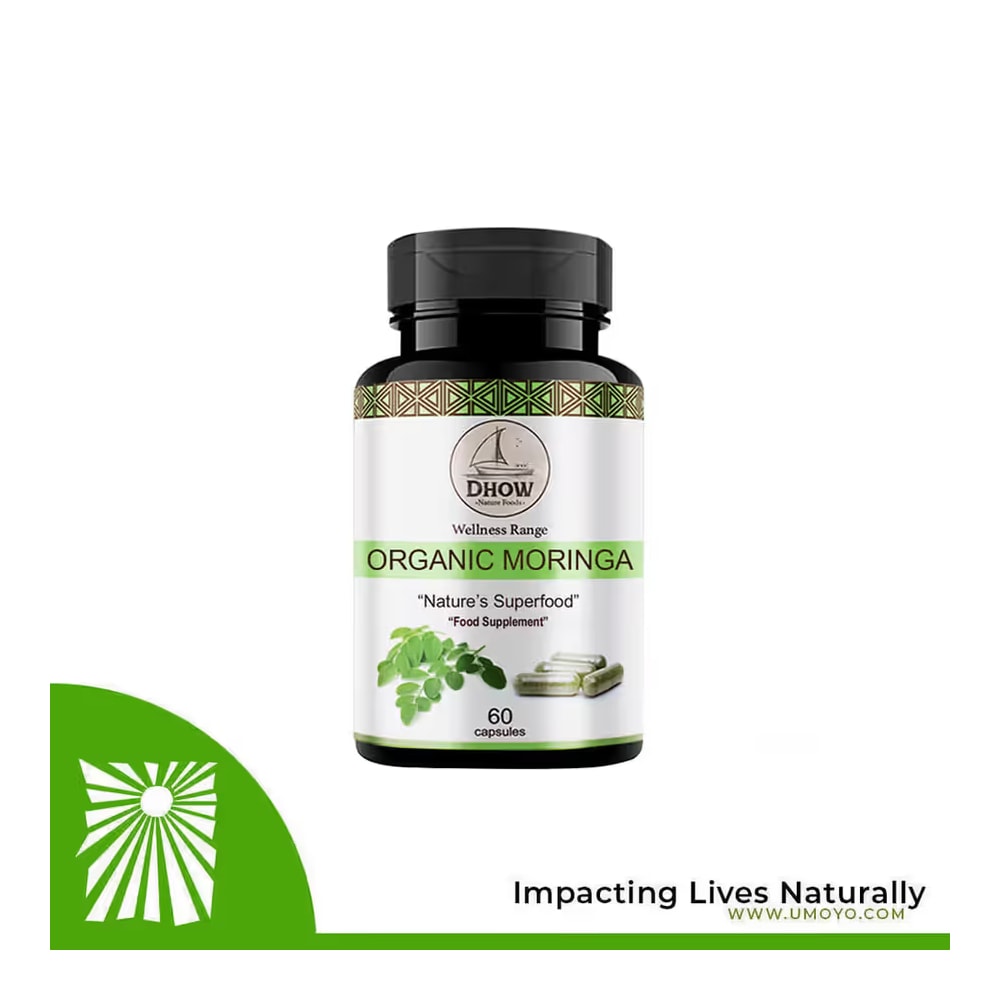 DHOW
•Nature Foods•
Wellness Range
ORGANIC MORINGA
“Nature’s Superfood”
“Food Supplement”
60
capsules
Impacting Lives Naturally
WWW.UMOYO.COM